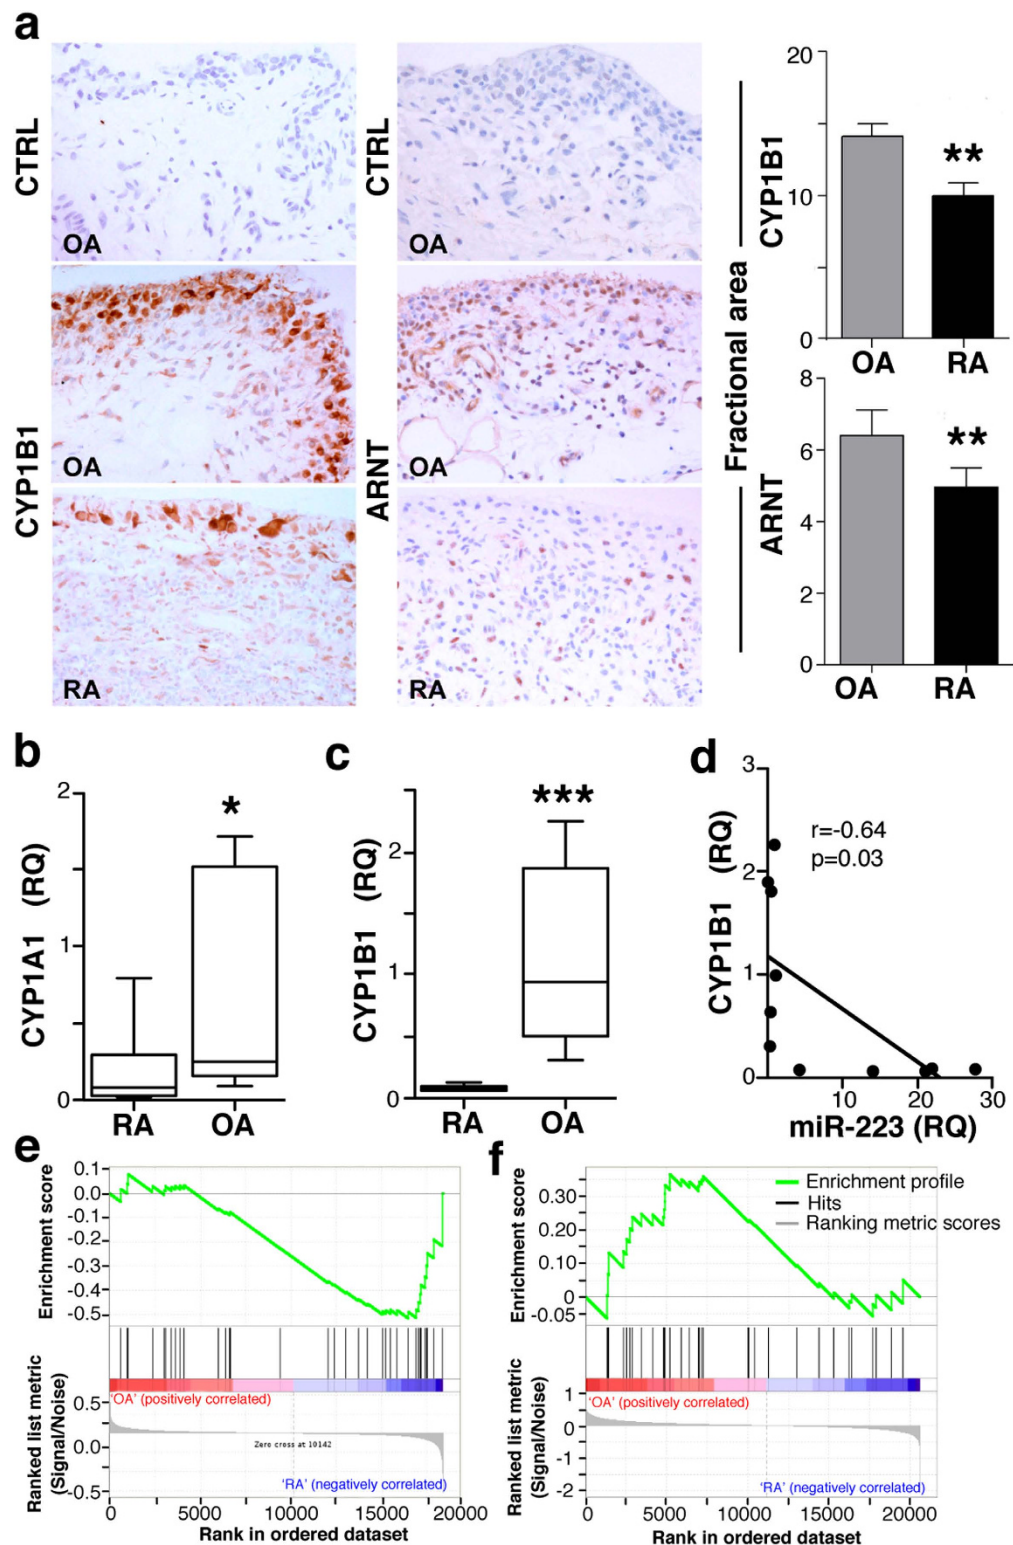 a
CTRL
OA
CTRL
OA
CYP1B1
OA
RA
ARNT
OA
RA
Fractional area
CYP1B1
20
10
0
**
OA RA
ARNT
8
6
4
2
0
**
OA RA
b
CYP1A1 (RQ)
2
1
0
*
RA OA
c
CYP1B1 (RQ)
2
1
0
***
RA OA
d
CYP1B1 (RQ)
3
2
1
0
r=-0.64
p=0.03
10 20 30
miR-223 (RQ)
e
Enrichment score
0.1
0.0
-0.1
-0.2
-0.3
-0.4
-0.5
'OA' (positively correlated)
Ranked list metric
(Signal/Noise)
0.5
0.0
-0.5
Zero cross at 10142
'RA' (negatively correlated)
0 5000 10000 15000 20000
Rank in ordered dataset
f
Enrichment score
0.30
0.20
0.10
0
-0.05
Enrichment profile
Hits
Ranking metric scores
'OA' (positively correlated)
Ranked list metric
(Signal/Noise)
1
0
-1
-2
'RA' (negatively correlated)
0 5000 10000 15000 20000
Rank in ordered dataset